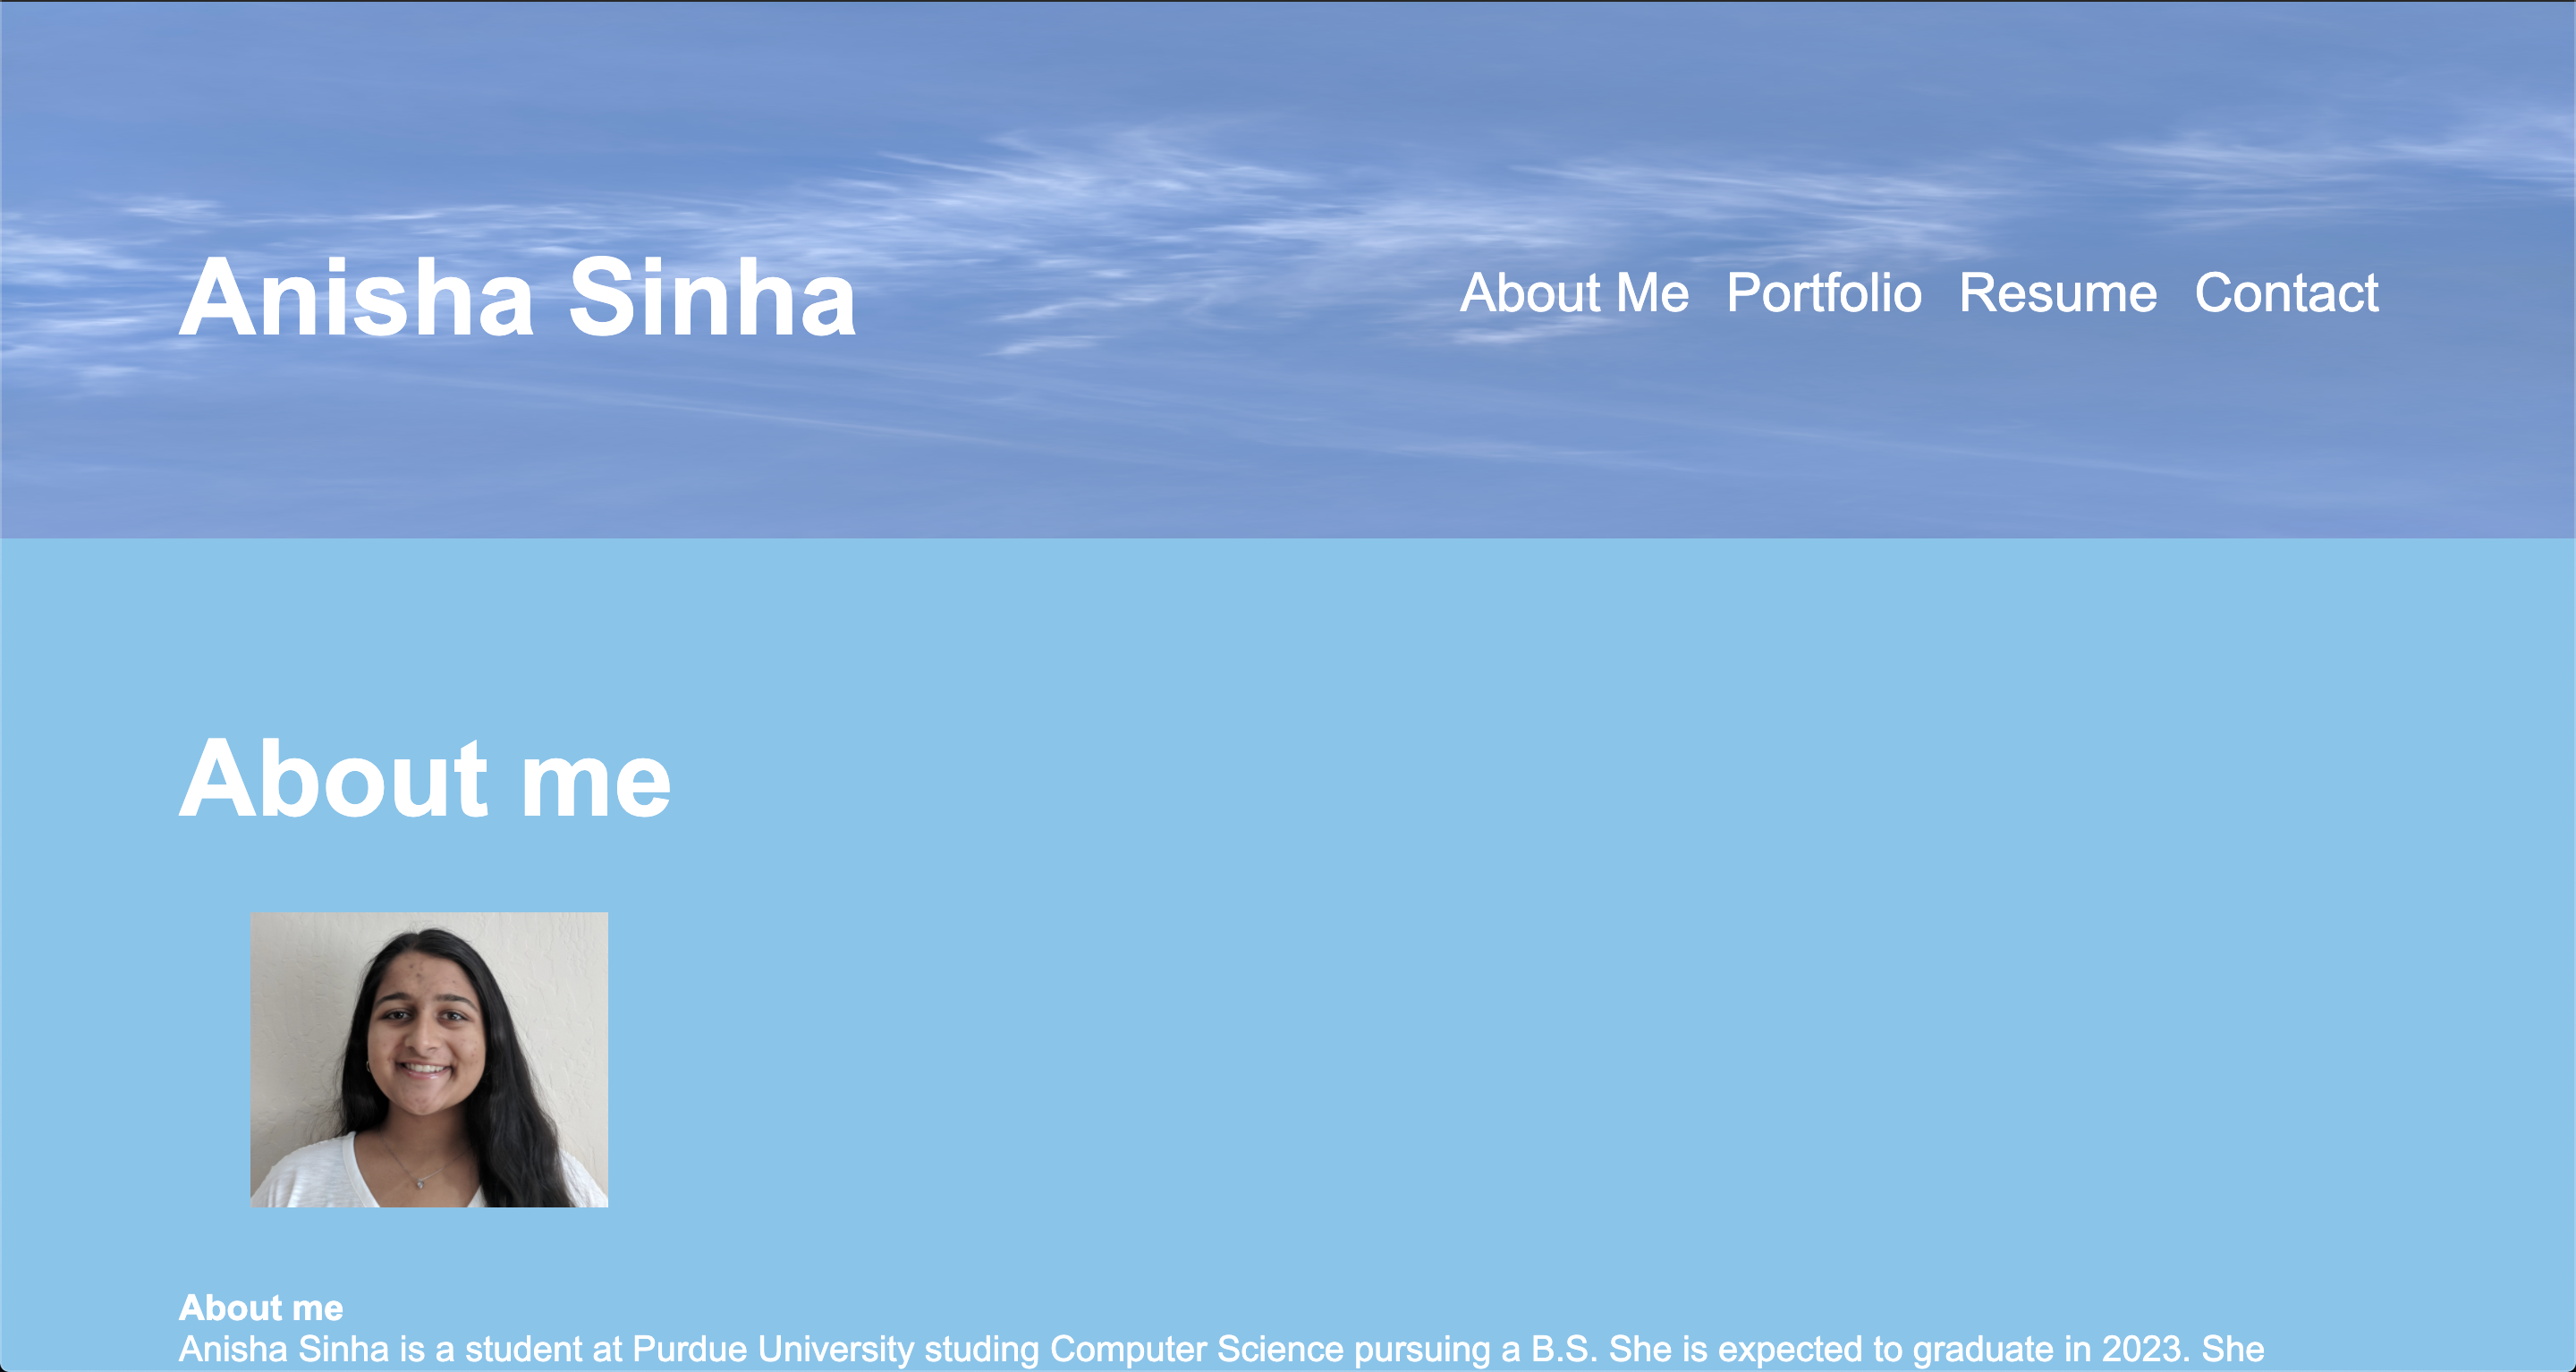 Anisha Sinha
About Me Portfolio Resume Contact
About me
About me
Anisha Sinha is a student at Purdue University studing Computer Science pursuing a B.S. She is expected to graduate in 2023. She